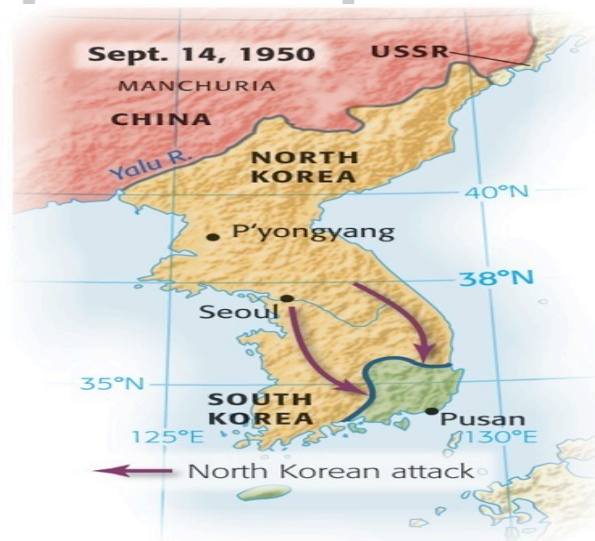 Sept. 14, 1950
USSR
MANCHURIA
CHINA
Yalu R.
NORTH
KOREA
40°N
P'yongyang
38°N
Seoul
35°N
SOUTH
KOREA
Pusan
125°E
130°E
North Korean attack